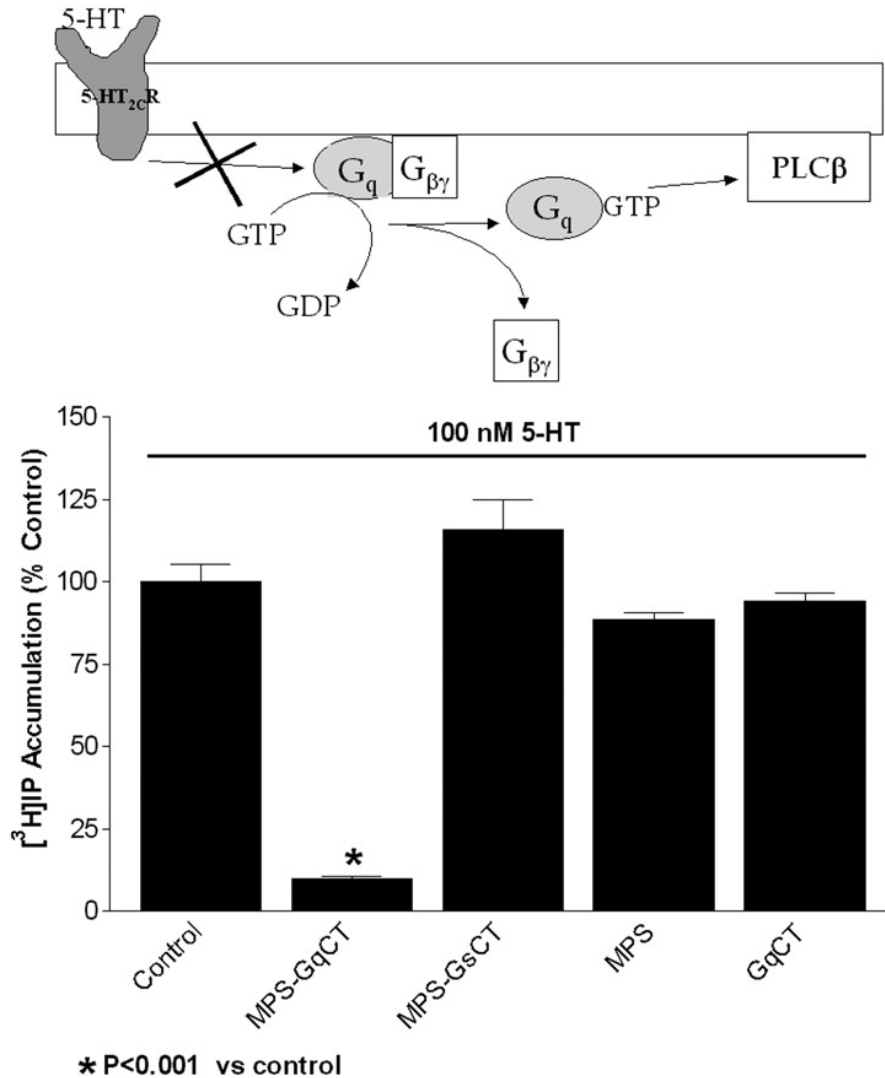 5-HT
5-HT2CR
Gq
Gβγ
PLCβ
Gq
GTP
GTP
GDP
Gβγ
150
100 nM 5-HT
125
100
75
50
25
0
[³H]IP Accumulation (% Control)
*
Control
MPS-GqCT
MPS-GsCT
MPS
GqCT
* P<0.001 vs control